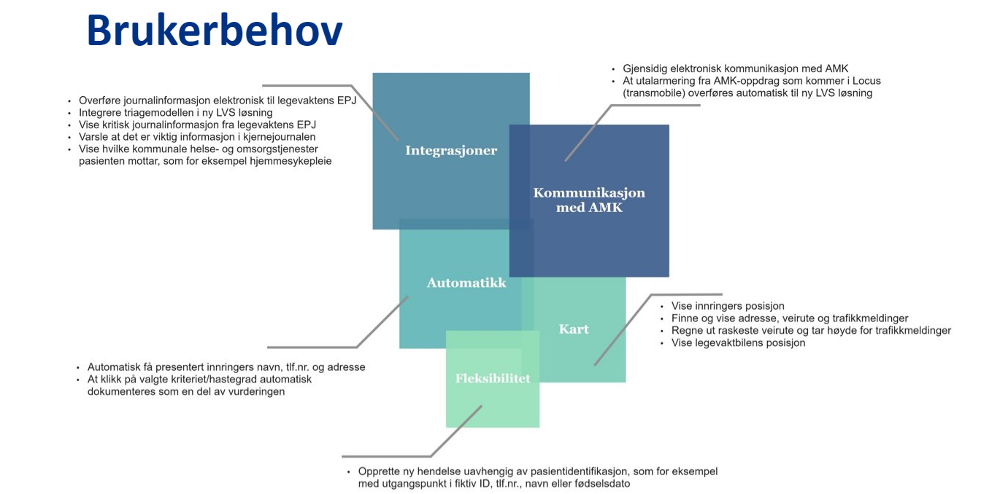 Brukerbehov
• Overføre journalinformasjon elektronisk til legevaktens EPJ
• Integrere triagemodellen i ny LVS løsning
• Vise kritisk journalinformasjon fra legevaktens EPJ
• Varsle at det er viktig informasjon i kjernejournalen
• Vise hvilke kommunale helse- og omsorgstjenester
pasienten mottar, som for eksempel hjemmesykepleie
Integrasjoner
• Gjensidig elektronisk kommunikasjon med AMK
• At utalarmering fra AMK-oppdrag som kommer i Locus
(transmobile) overføres automatisk til ny LVS løsning
Kommunikasjon
med AMK
Automatikk
• Automatisk få presentert innringers navn, tlf.nr. og adresse
• At klikk på valgte kriteriet/hastegrad automatisk
dokumenteres som en del av vurderingen
Kart
• Vise innringers posisjon
• Finne og vise adresse, veirute og trafikkmeldinger
• Regne ut raskeste veirute og tar høyde for trafikkmeldinger
• Vise legevaktbilens posisjon
Fleksibilitet
• Opprette ny hendelse uavhengig av pasientidentifikasjon, som for eksempel
med utgangspunkt i fiktiv ID, tlf.nr., navn eller fødselsdato